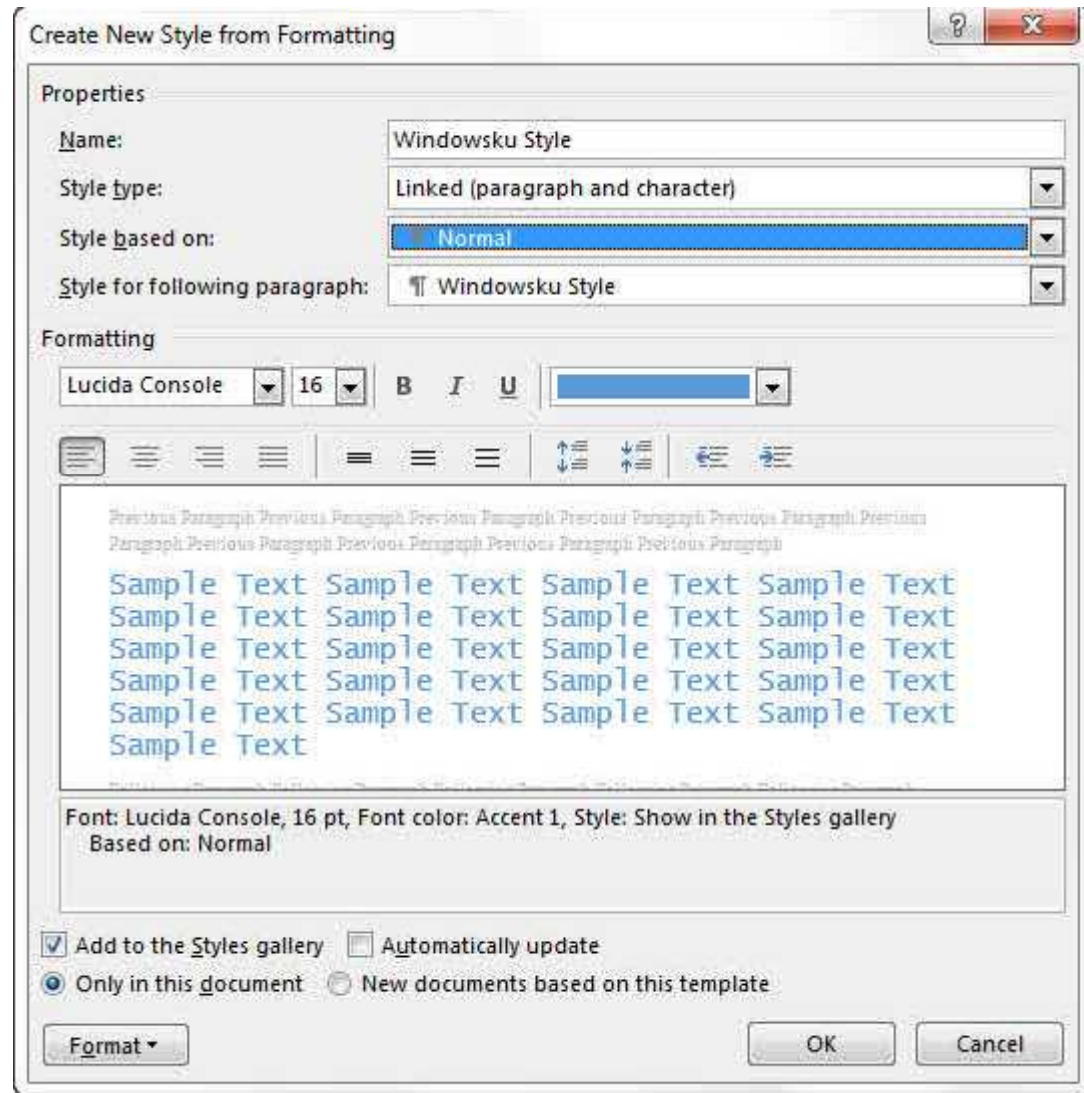 Create New Style from Formatting
Properties
Name:
Windowsku Style
Style type:
Linked (paragraph and character)
Style based on:
¶ Normal
Style for following paragraph:
¶ Windowsku Style
Formatting
Lucida Console
16
B I U
Previous Paragraph Previous Paragraph Previous Paragraph Previous Paragraph Previous Paragraph Previous
Paragraph Previous Paragraph Previous Paragraph Previous Paragraph Previous Paragraph
Sample Text Sample Text Sample Text Sample Text
Sample Text Sample Text Sample Text Sample Text
Sample Text Sample Text Sample Text Sample Text
Sample Text Sample Text Sample Text Sample Text
Sample Text Sample Text Sample Text Sample Text
Sample Text
Font: Lucida Console, 16 pt, Font color: Accent 1, Style: Show in the Styles gallery
Based on: Normal
Add to the Styles gallery
Automatically update
Only in this document
New documents based on this template
Format
OK
Cancel